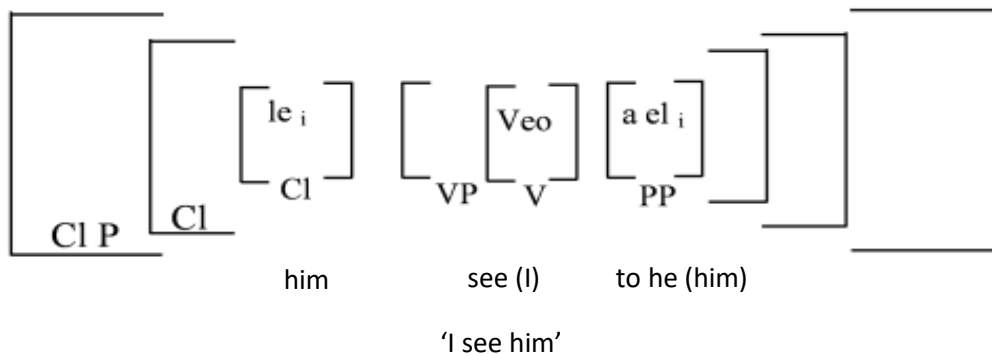 le i Veo a el i
Cl VP V PP
Cl P Cl
him see (I) to he (him)
‘I see him’